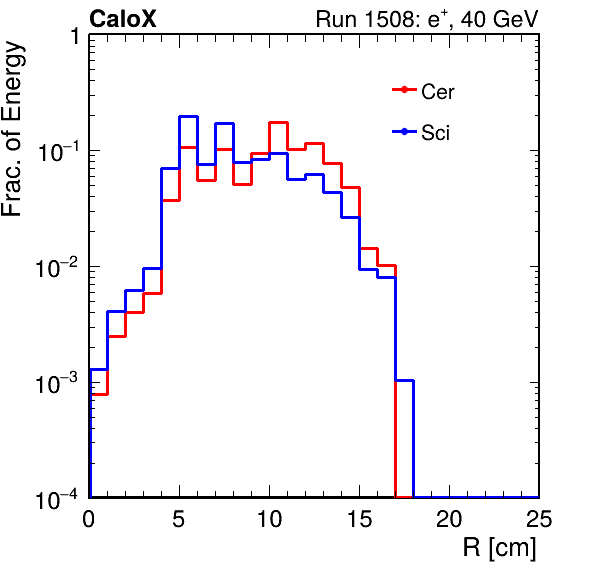 CaloX Run 1508: e⁺, 40 GeV
Frac. of Energy
1
10⁻¹
10⁻²
10⁻³
10⁻⁴
Cer
Sci
0 5 10 15 20 25
R [cm]